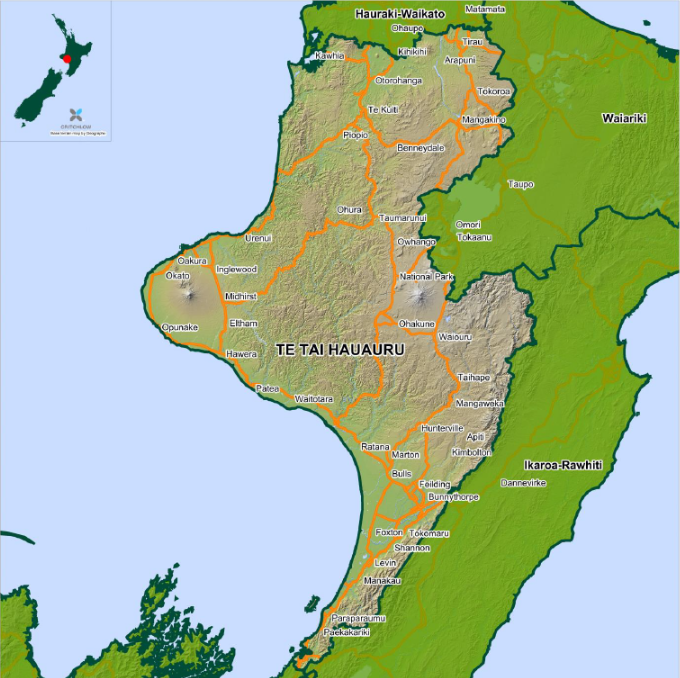 Hauraki-Waikato
Matamata
Dhaupo
Kihikihi
Tirau
Kawhia
Arapuni
Otorohanga
Tokoroa
Te Kuiti
Mangakino
Waiariki
Piopio
Benneydale
Taupo
Ohura
Taumarunui
Omori
Tokaanu
Urenui
Owhango
Oakura
Okato
Inglewood
National Park
Midhirst
Opunake
Eltham
Ohakune
Waiouru
Hawera
TE TAI HAUAURU
Taihape
Patea
Waitotara
Mangaweka
Hunterville
Apiti
Ratana
Marton
Kimbolton
Ikaroa-Rawhiti
Bulls
Feilding
Dannevirke
Bunnythorpe
Foxton
Tokomaru
Shannon
Levin
Manakau
Paraparaumu
Paekakariki